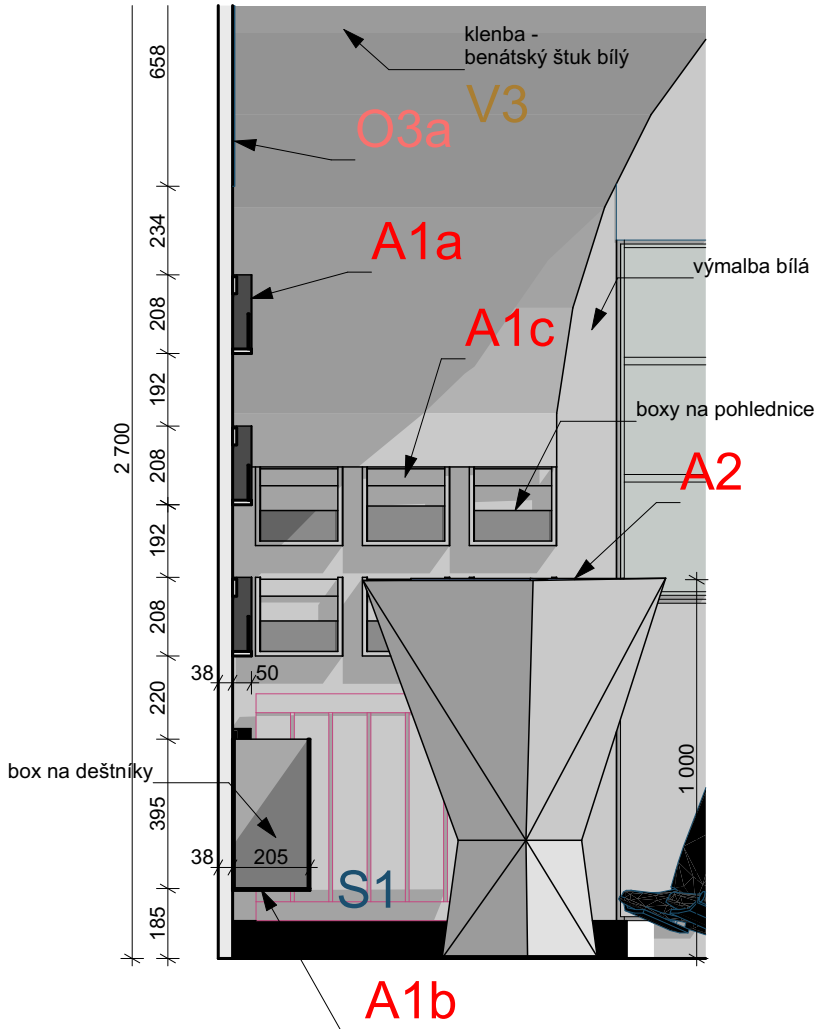 klenba -
benátský štuk bílý
V3
O3a
A1a
výmalba bílá
A1c
boxy na pohlednice
A2
658
234
208
192
2 700
208
192
208
38
50
220
1 000
box na deštníky
395
38
205
S1
185
A1b